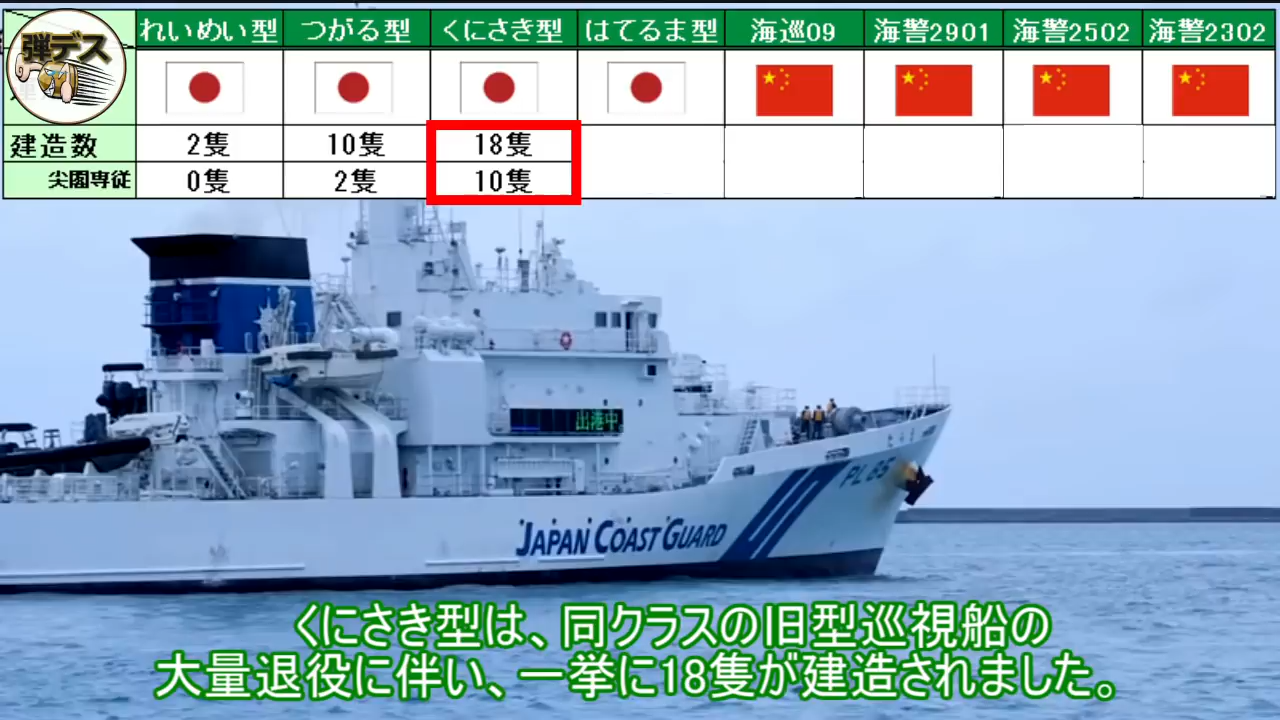 弾デス
れいめい型 つがる型 くにさき型 はてるま型 海巡09 海警2901 海警2502 海警2302
建造数 2隻 10隻 18隻
尖閣専従 0隻 2隻 10隻
出港中
PL 65
JAPAN COAST GUARD
くにさき型は、同クラスの旧型巡視船の
大量退役に伴い、一挙に18隻が建造されました。